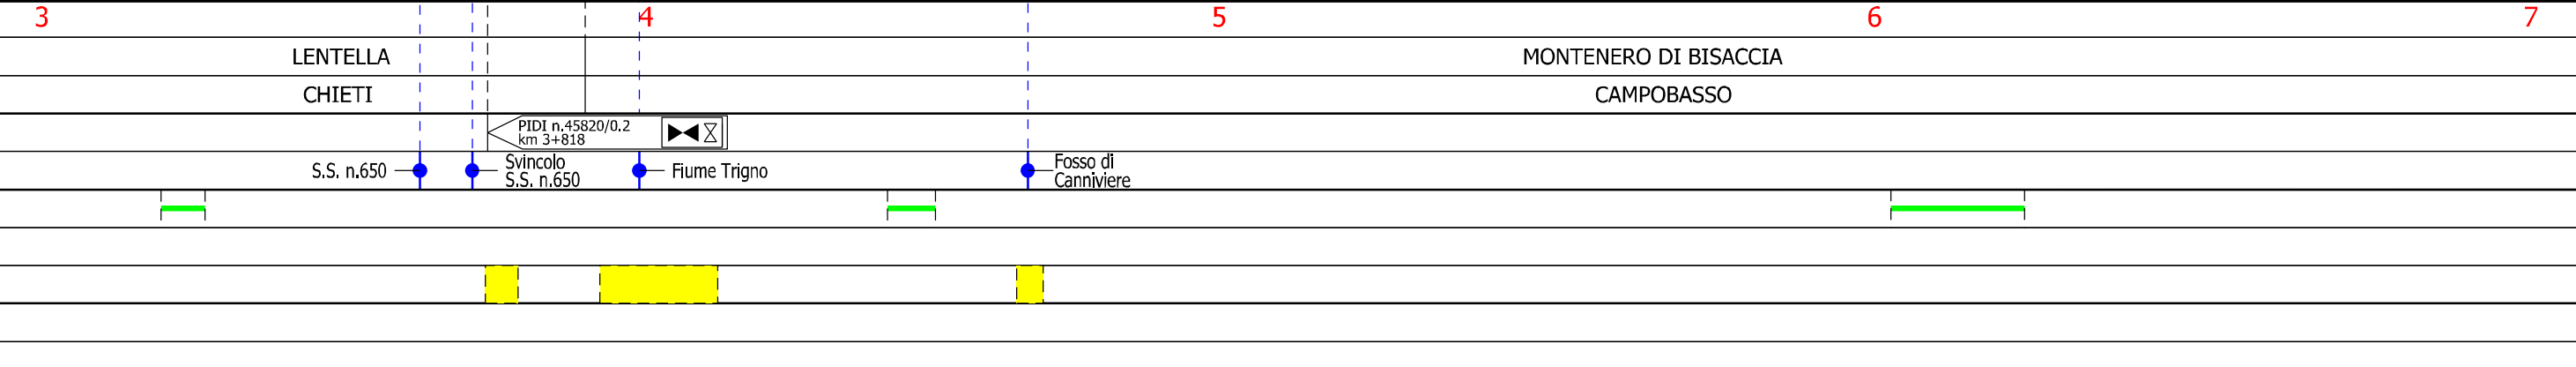 3 4 5 6 7
LENTELLA MONTENERO DI BISACCIA
CHIETI CAMPOBASSO
PIDI n.45820/0.2
km 3+818
S.S. n.650
Svincolo
S.S. n.650
Fiume Trigno
Fosso di
Canniviere